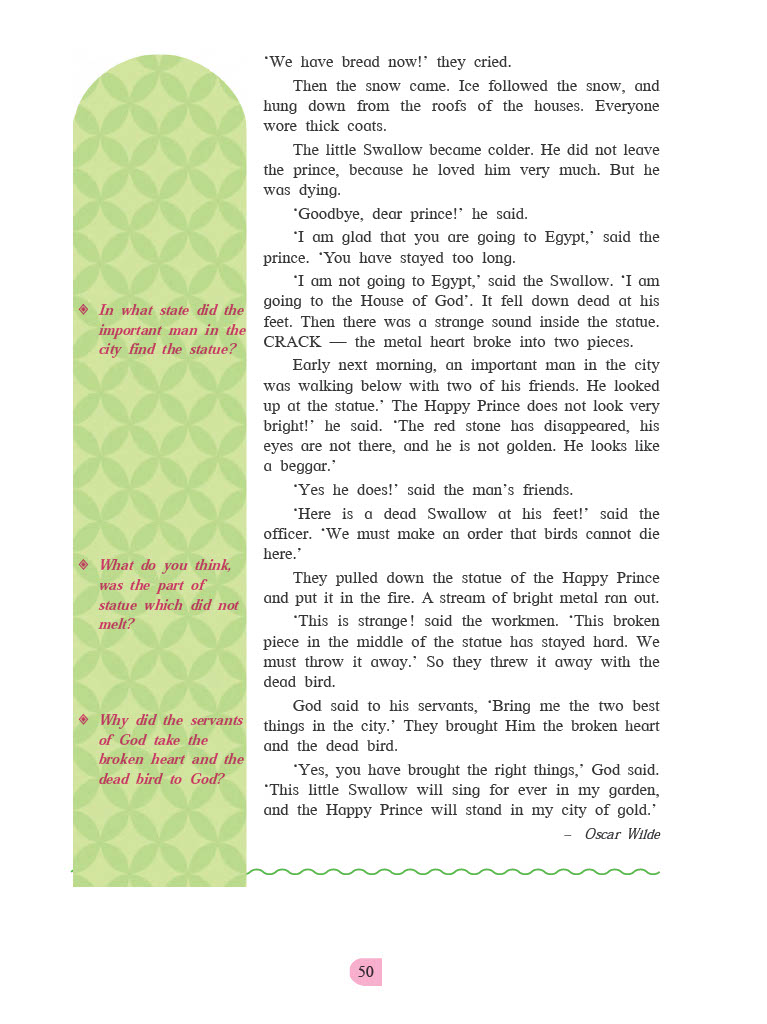 ‘We have bread now!’ they cried.
Then the snow came. Ice followed the snow, and
hung down from the roofs of the houses. Everyone
wore thick coats.
The little Swallow became colder. He did not leave
the prince, because he loved him very much. But he
was dying.
‘Goodbye, dear prince!’ he said.
‘I am glad that you are going to Egypt,’ said the
prince. ‘You have stayed too long.
‘I am not going to Egypt,’ said the Swallow. ‘I am
going to the House of God’. It fell down dead at his
feet. Then there was a strange sound inside the statue.
CRACK — the metal heart broke into two pieces.
Early next morning, an important man in the city
was walking below with two of his friends. He looked
up at the statue.’ The Happy Prince does not look very
bright!’ he said. ‘The red stone has disappeared, his
eyes are not there, and he is not golden. He looks like
a beggar.’
‘Yes he does!’ said the man’s friends.
‘Here is a dead Swallow at his feet!’ said the
officer. ‘We must make an order that birds cannot die
here.’
They pulled down the statue of the Happy Prince
and put it in the fire. A stream of bright metal ran out.
‘This is strange! said the workmen. ‘This broken
piece in the middle of the statue has stayed hard. We
must throw it away.’ So they threw it away with the
dead bird.
God said to his servants, ‘Bring me the two best
things in the city.’ They brought Him the broken heart
and the dead bird.
‘Yes, you have brought the right things,’ God said.
‘This little Swallow will sing for ever in my garden,
and the Happy Prince will stand in my city of gold.’
– Oscar Wilde
◈ In what state did the
important man in the
city find the statue?
◈ What do you think,
was the part of
statue which did not
melt?
◈ Why did the servants
of God take the
broken heart and the
dead bird to God?
50